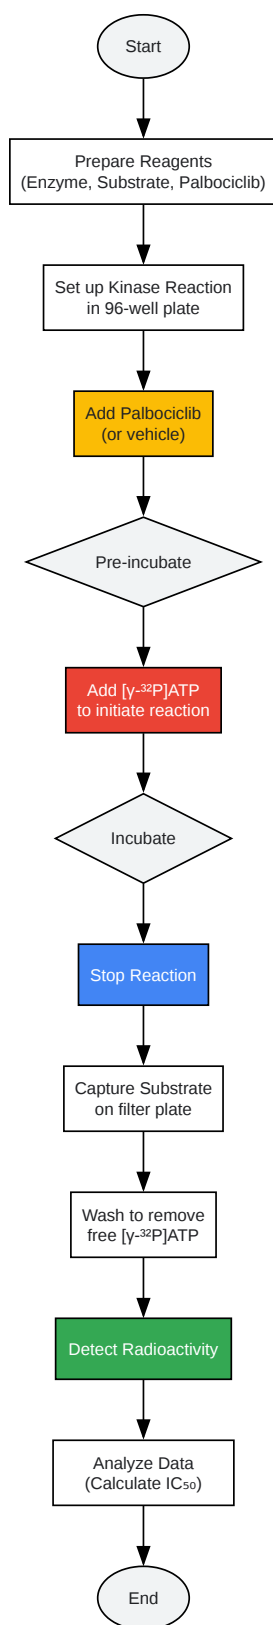 Start
Prepare Reagents
(Enzyme, Substrate, Palbociclib)
Set up Kinase Reaction
in 96-well plate
Add Palbociclib
(or vehicle)
Pre-incubate
Add [γ-³²P]ATP
to initiate reaction
Incubate
Stop Reaction
Capture Substrate
on filter plate
Wash to remove
free [γ-³²P]ATP
Detect Radioactivity
Analyze Data
(Calculate IC₅₀)
End